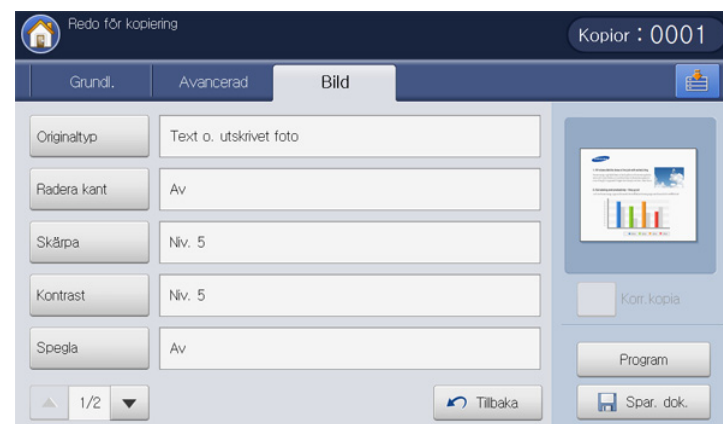 Redo för kopiering
Kopior : 0001
Grundl.
Avancerad
Bild
Originaltyp
Text o. utskrivet foto
Radera kant
Av
Skärpa
Niv. 5
Kontrast
Niv. 5
Korr.kopia
Spegla
Av
Program
1/2
Tillbaka
Spar. dok.